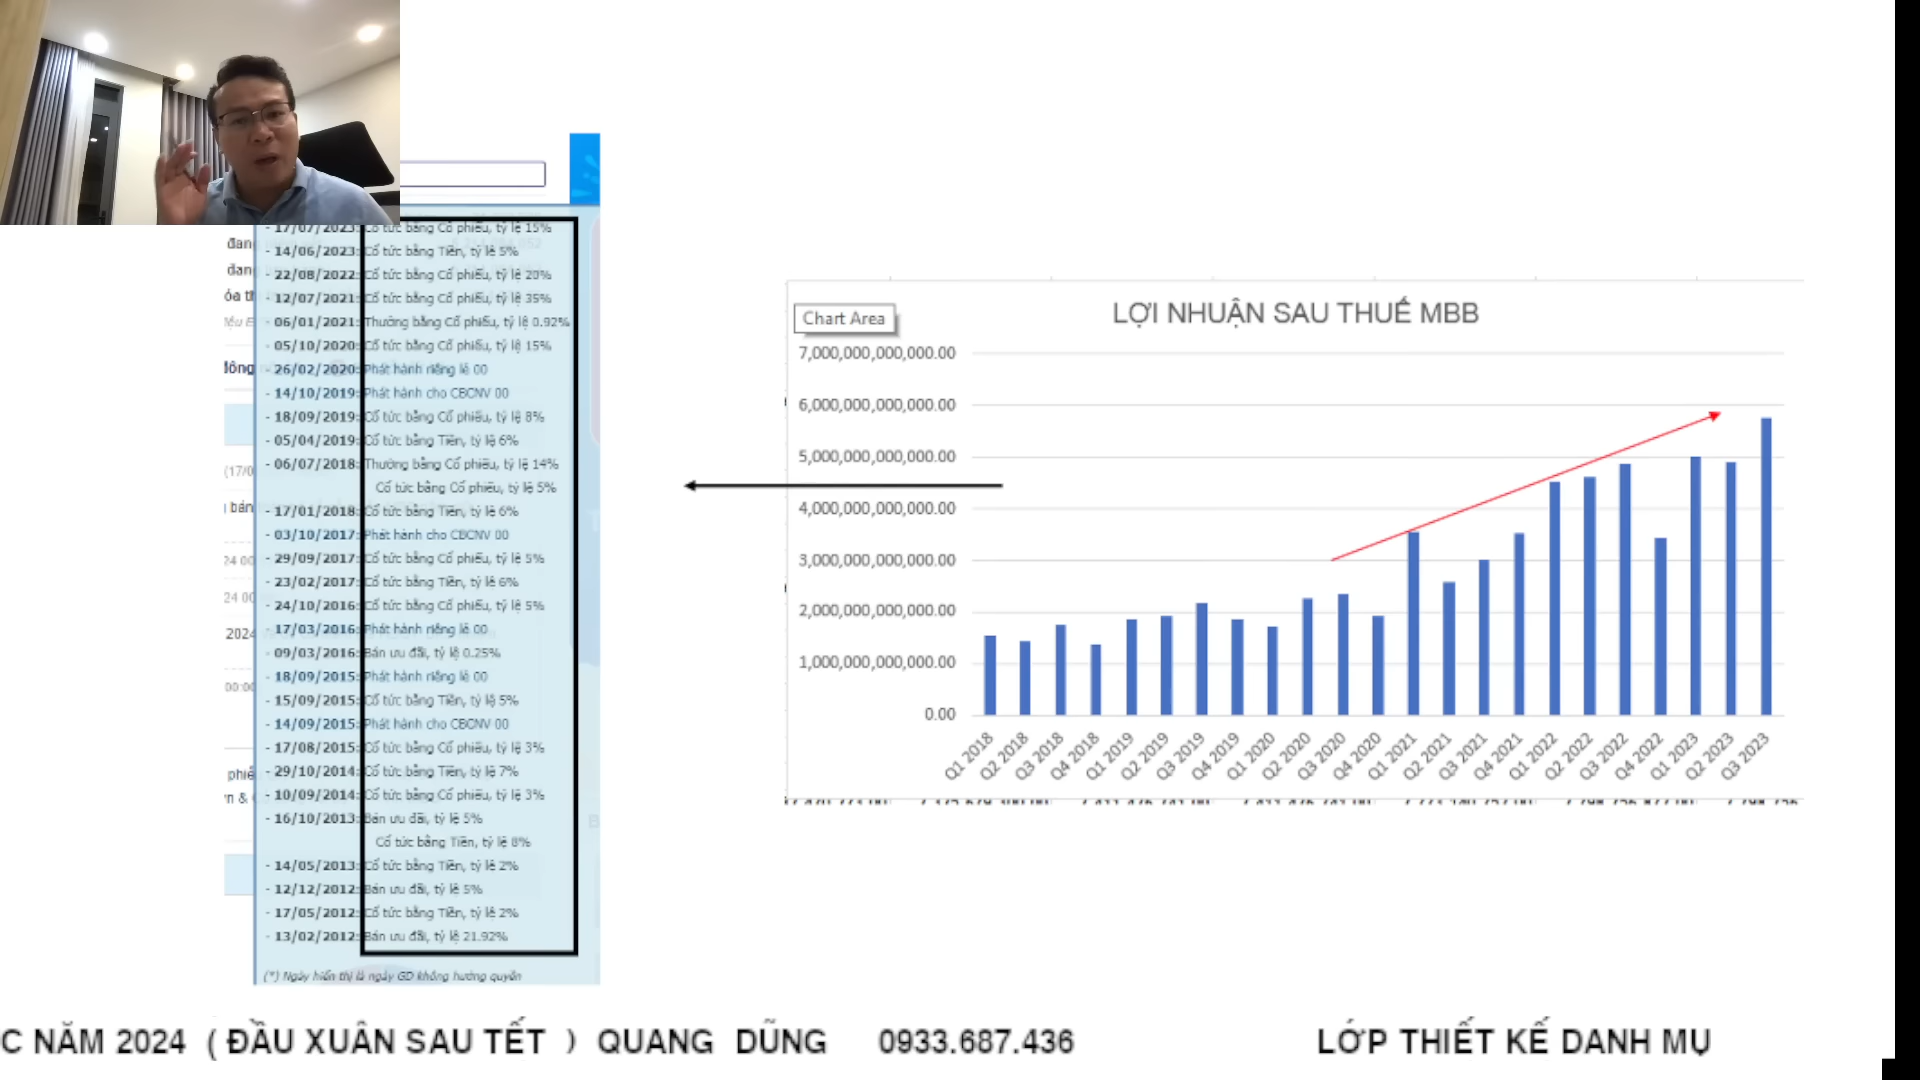 - 17/07/2023: Cổ tức bằng Cổ phiếu, tỷ lệ 15%
- 14/06/2023: Cổ tức bằng Tiền, tỷ lệ 5%
- 22/08/2022: Cổ tức bằng Cổ phiếu, tỷ lệ 20%
- 12/07/2021: Cổ tức bằng Cổ phiếu, tỷ lệ 35%
- 06/01/2021: Thưởng bằng Cổ phiếu, tỷ lệ 0.92%
- 05/10/2020: Cổ tức bằng Cổ phiếu, tỷ lệ 15%
- 26/02/2020: Phát hành riêng lẻ 00
- 14/10/2019: Phát hành cho CBCNV 00
- 18/09/2019: Cổ tức bằng Cổ phiếu, tỷ lệ 8%
- 05/04/2019: Cổ tức bằng Tiền, tỷ lệ 6%
- 06/07/2018: Thưởng bằng Cổ phiếu, tỷ lệ 14%
Cổ tức bằng Cổ phiếu, tỷ lệ 5%
- 17/01/2018: Cổ tức bằng Tiền, tỷ lệ 6%
- 03/10/2017: Phát hành cho CBCNV 00
- 29/09/2017: Cổ tức bằng Cổ phiếu, tỷ lệ 5%
- 23/02/2017: Cổ tức bằng Tiền, tỷ lệ 6%
- 24/10/2016: Cổ tức bằng Cổ phiếu, tỷ lệ 5%
- 17/03/2016: Phát hành riêng lẻ 00
- 09/03/2016: Bán ưu đãi, tỷ lệ 0.25%
- 18/09/2015: Phát hành riêng lẻ 00
- 15/09/2015: Cổ tức bằng Tiền, tỷ lệ 5%
- 14/09/2015: Phát hành cho CBCNV 00
- 17/08/2015: Cổ tức bằng Cổ phiếu, tỷ lệ 3%
- 29/10/2014: Cổ tức bằng Tiền, tỷ lệ 7%
- 10/09/2014: Cổ tức bằng Cổ phiếu, tỷ lệ 3%
- 16/10/2013: Bán ưu đãi, tỷ lệ 5%
Cổ tức bằng Tiền, tỷ lệ 8%
- 14/05/2013: Cổ tức bằng Tiền, tỷ lệ 2%
- 12/12/2012: Bán ưu đãi, tỷ lệ 5%
- 17/05/2012: Cổ tức bằng Tiền, tỷ lệ 2%
- 13/02/2012: Bán ưu đãi, tỷ lệ 21.92%
(*) Ngày hiển thị là ngày GD không hưởng quyền
Chart Area
LỢI NHUẬN SAU THUẾ MBB
7,000,000,000,000.00
6,000,000,000,000.00
5,000,000,000,000.00
4,000,000,000,000.00
3,000,000,000,000.00
2,000,000,000,000.00
1,000,000,000,000.00
0.00
Q1 2018 Q2 2018 Q3 2018 Q4 2018 Q1 2019 Q2 2019 Q3 2019 Q4 2019 Q1 2020 Q2 2020 Q3 2020 Q4 2020 Q1 2021 Q2 2021 Q3 2021 Q4 2021 Q1 2022 Q2 2022 Q3 2022 Q4 2022 Q1 2023 Q2 2023 Q3 2023
C NĂM 2024 ( ĐẦU XUÂN SAU TẾT ) QUANG DŨNG 0933.687.436 LỚP THIẾT KẾ DANH MỤ